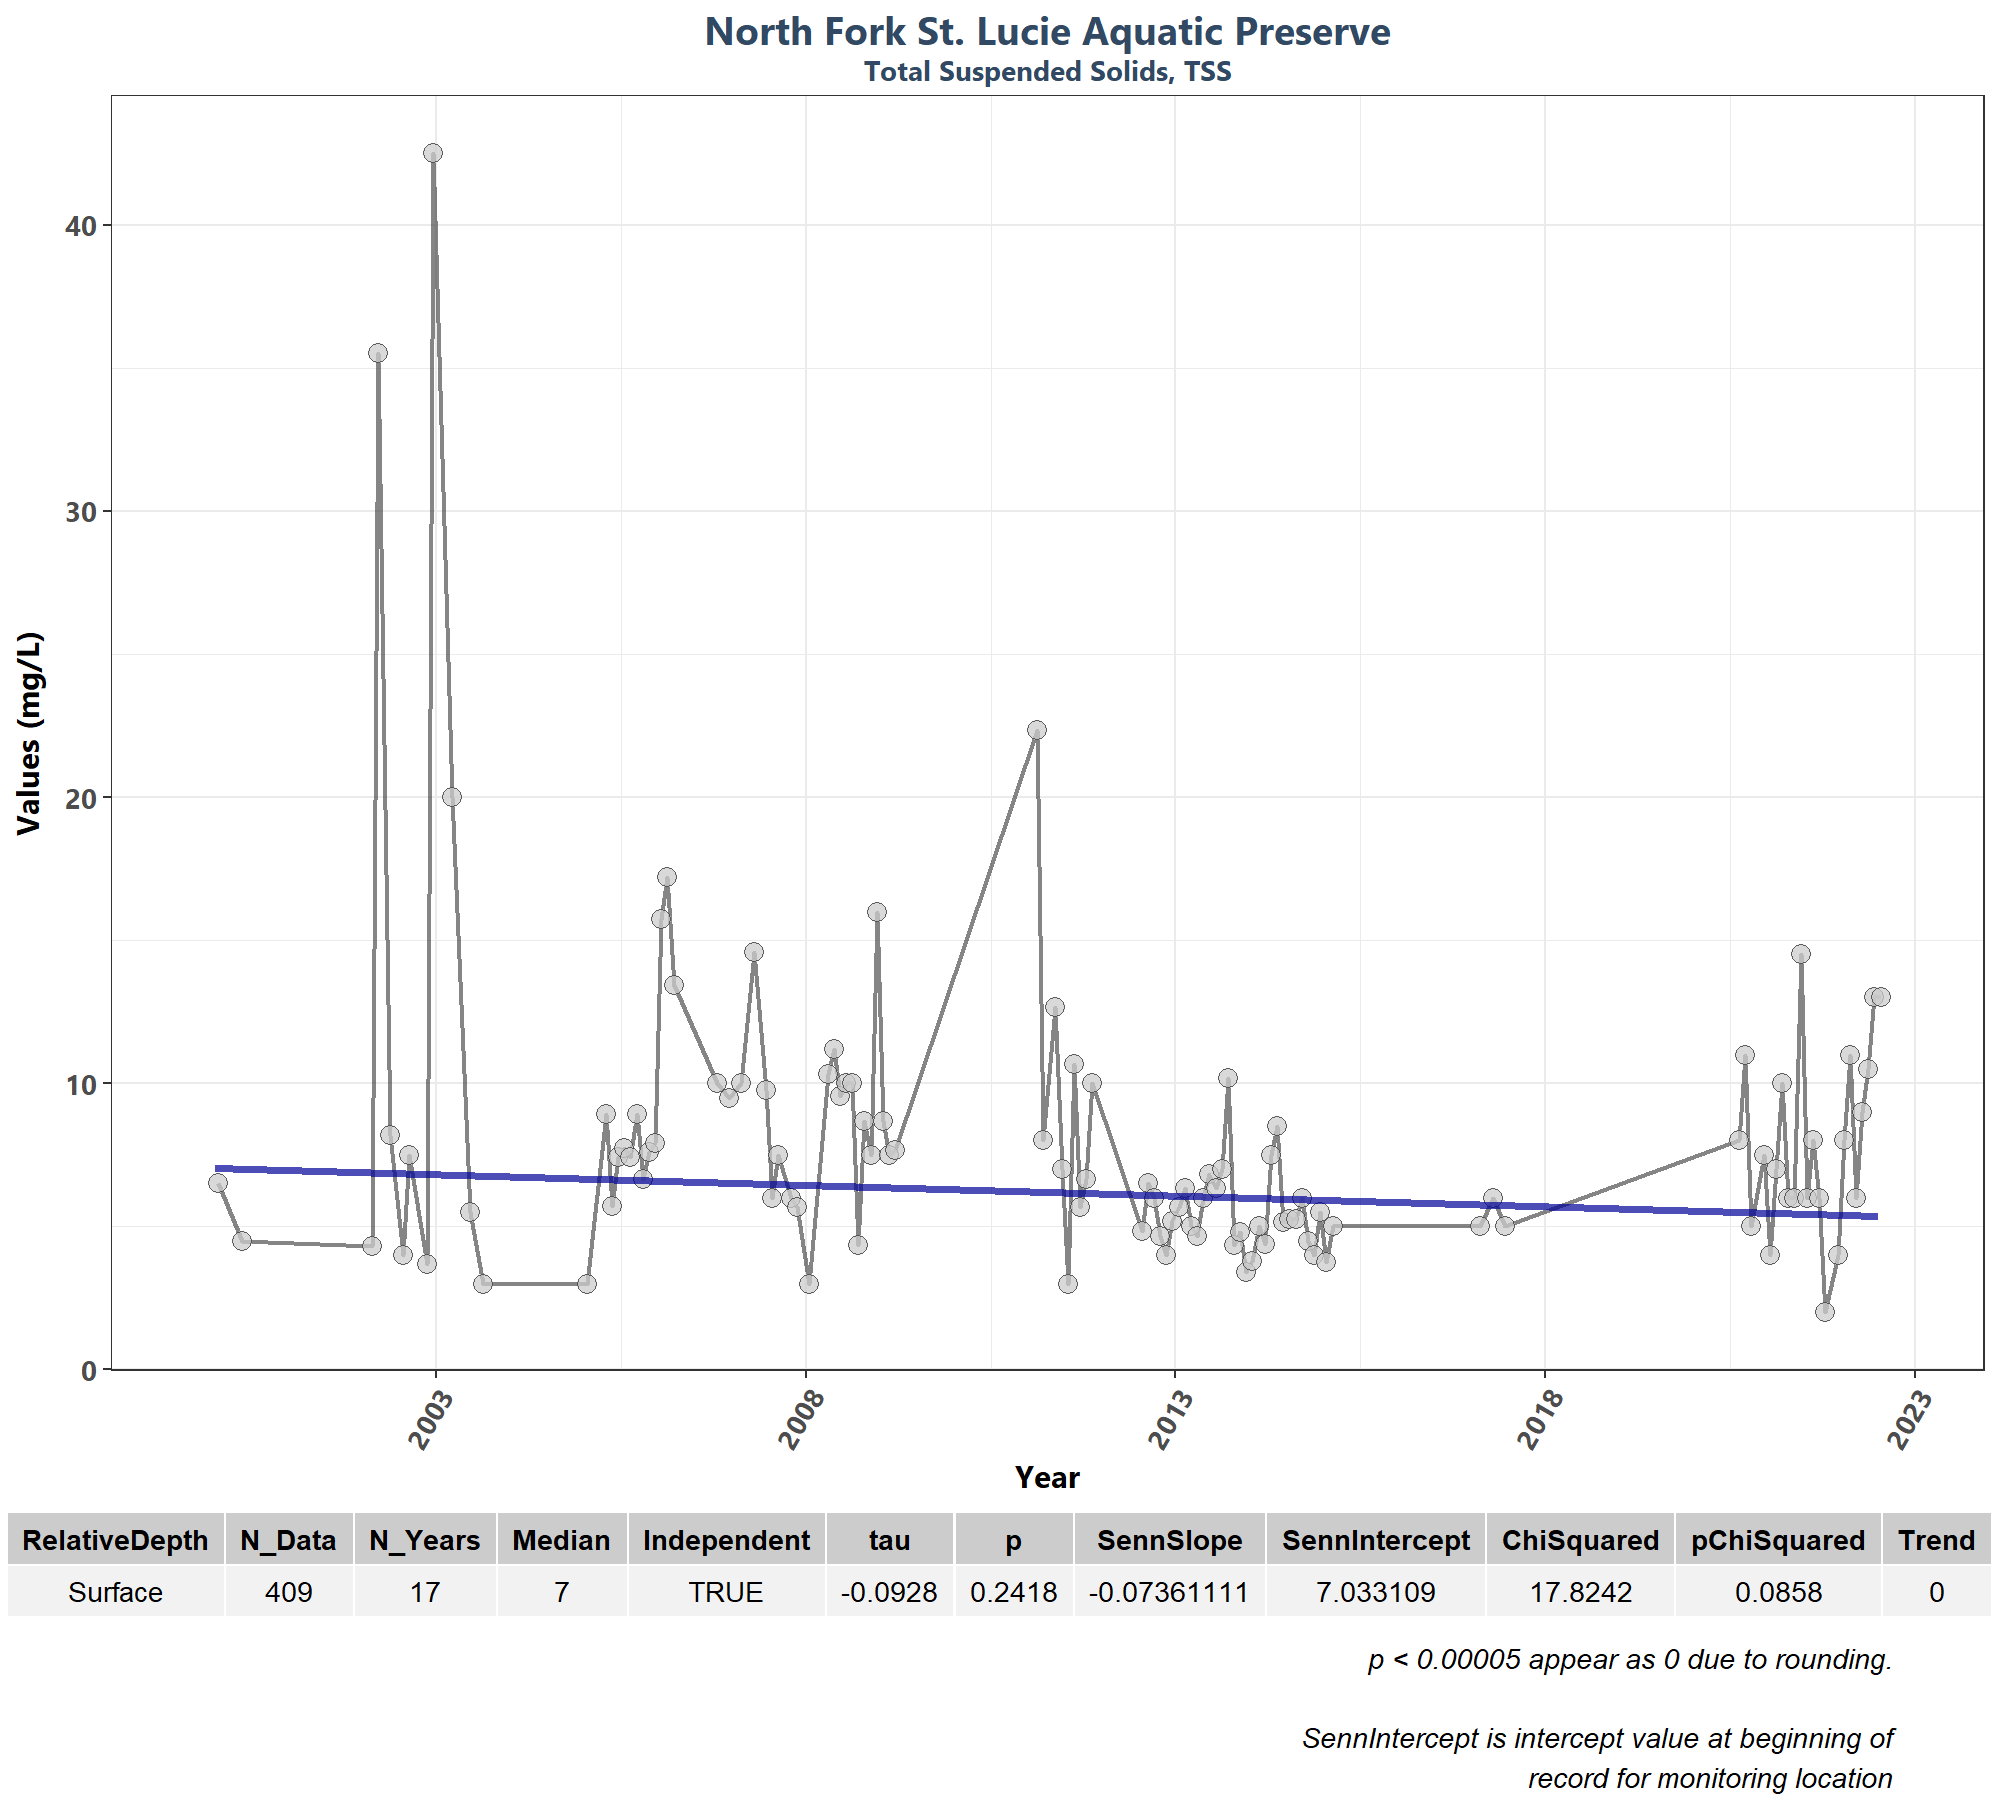 North Fork St. Lucie Aquatic Preserve
Total Suspended Solids, TSS
Values (mg/L)
40
30
20
10
0
2003 2008 2013 2018 2023
Year
RelativeDepth N_Data N_Years Median Independent tau p SennSlope SennIntercept ChiSquared pChiSquared Trend
Surface 409 17 7 TRUE -0.0928 0.2418 -0.07361111 7.033109 17.8242 0.0858 0
p < 0.00005 appear as 0 due to rounding.
SennIntercept is intercept value at beginning of
record for monitoring location